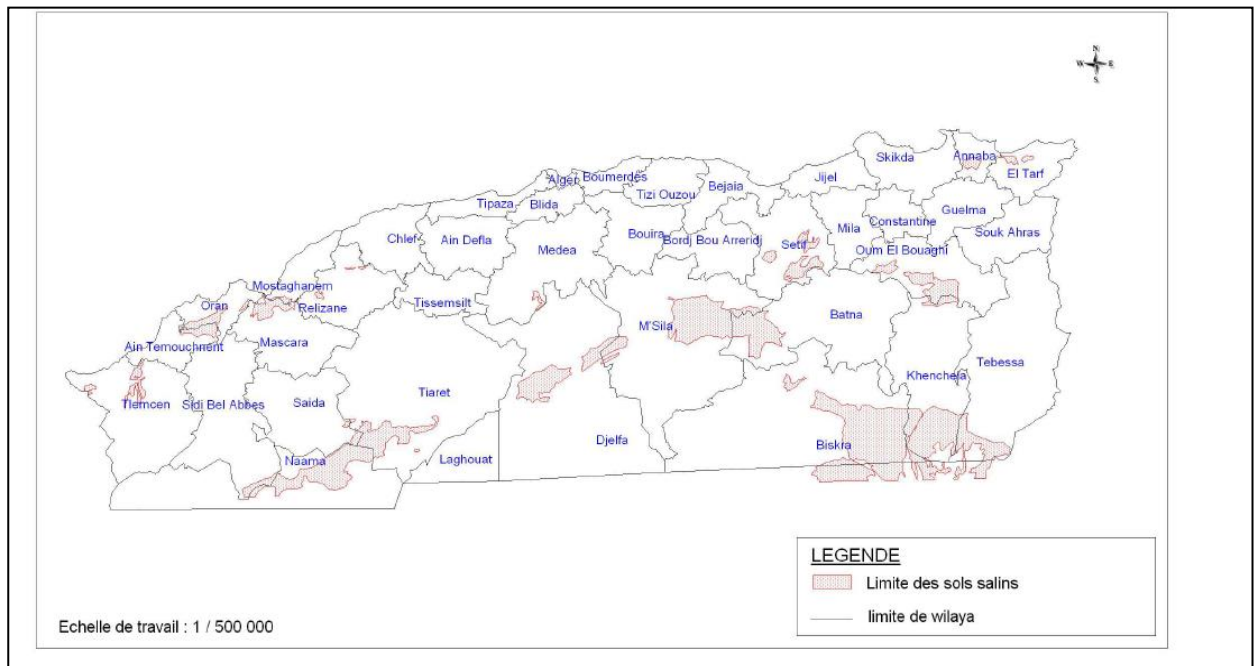 N
W E
S
Skikda
Annaba
El Tarf
Jijel
Alger
Boumerdès
Tizi Ouzou
Bejaia
Tipaza
Blida
Guelma
Constantine
Mila
Souk Ahras
Chlef
Ain Defla
Medea
Bouira
Bordj Bou Arreridj
Setif
Oum El Bouaghi
Mostaghanem
Oran
Relizane
Tissemsilt
M'Sila
Batna
Ain Temouchnent
Mascara
Tebessa
Khenchela
Tlemcen
Sidi Bel Abbes
Saida
Tiaret
Djelfa
Biskra
Naama
Laghouat
LEGENDE
Limite des sols salins
limite de wilaya
Echelle de travail : 1 / 500 000